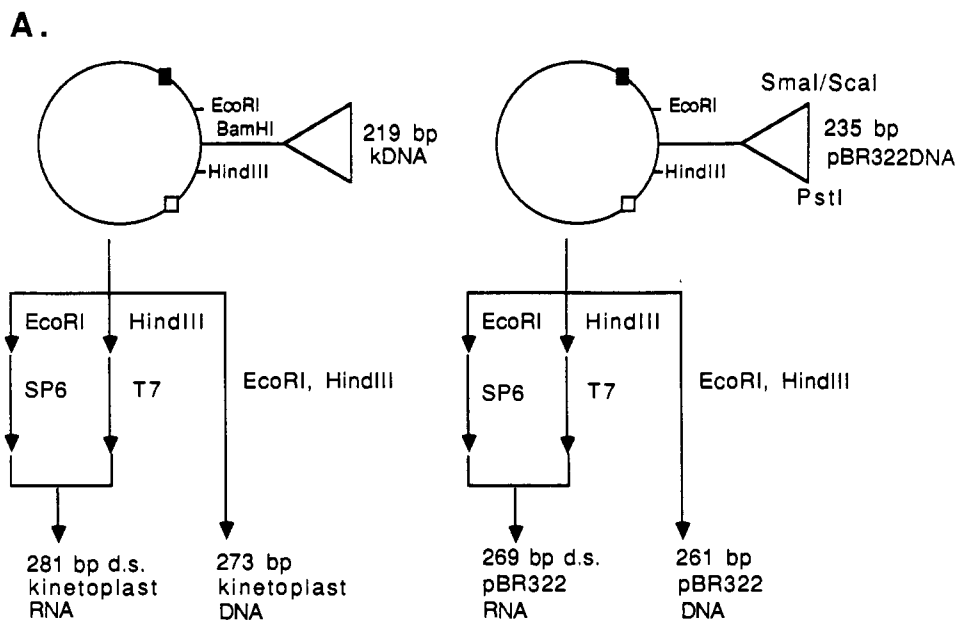 A.
EcoRI
BamHI
HindIII
219 bp
kDNA
EcoRI
HindIII
SmaI/ScaI
235 bp
pBR322DNA
PstI
EcoRI
HindIII
SP6
T7
EcoRI, HindIII
281 bp d.s.
kinetoplast
RNA
273 bp
kinetoplast
DNA
EcoRI
HindIII
SP6
T7
EcoRI, HindIII
269 bp d.s.
pBR322
RNA
261 bp
pBR322
DNA